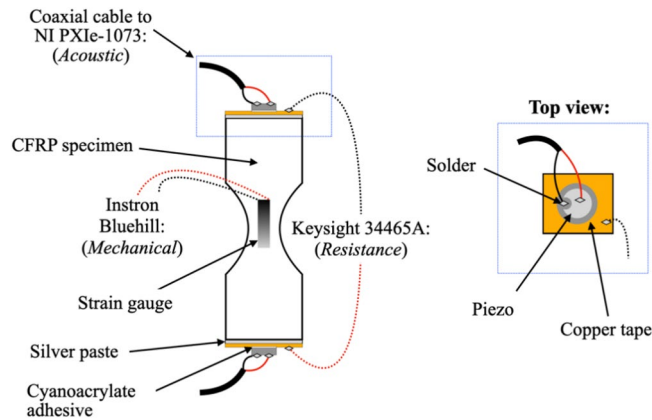 Coaxial cable to
NI PXIe-1073:
(Acoustic)
CFRP specimen
Instron
Bluehill:
(Mechanical)
Strain gauge
Silver paste
Cyanoacrylate
adhesive
Keysight 34465A:
(Resistance)
Top view:
Solder
Piezo
Copper tape